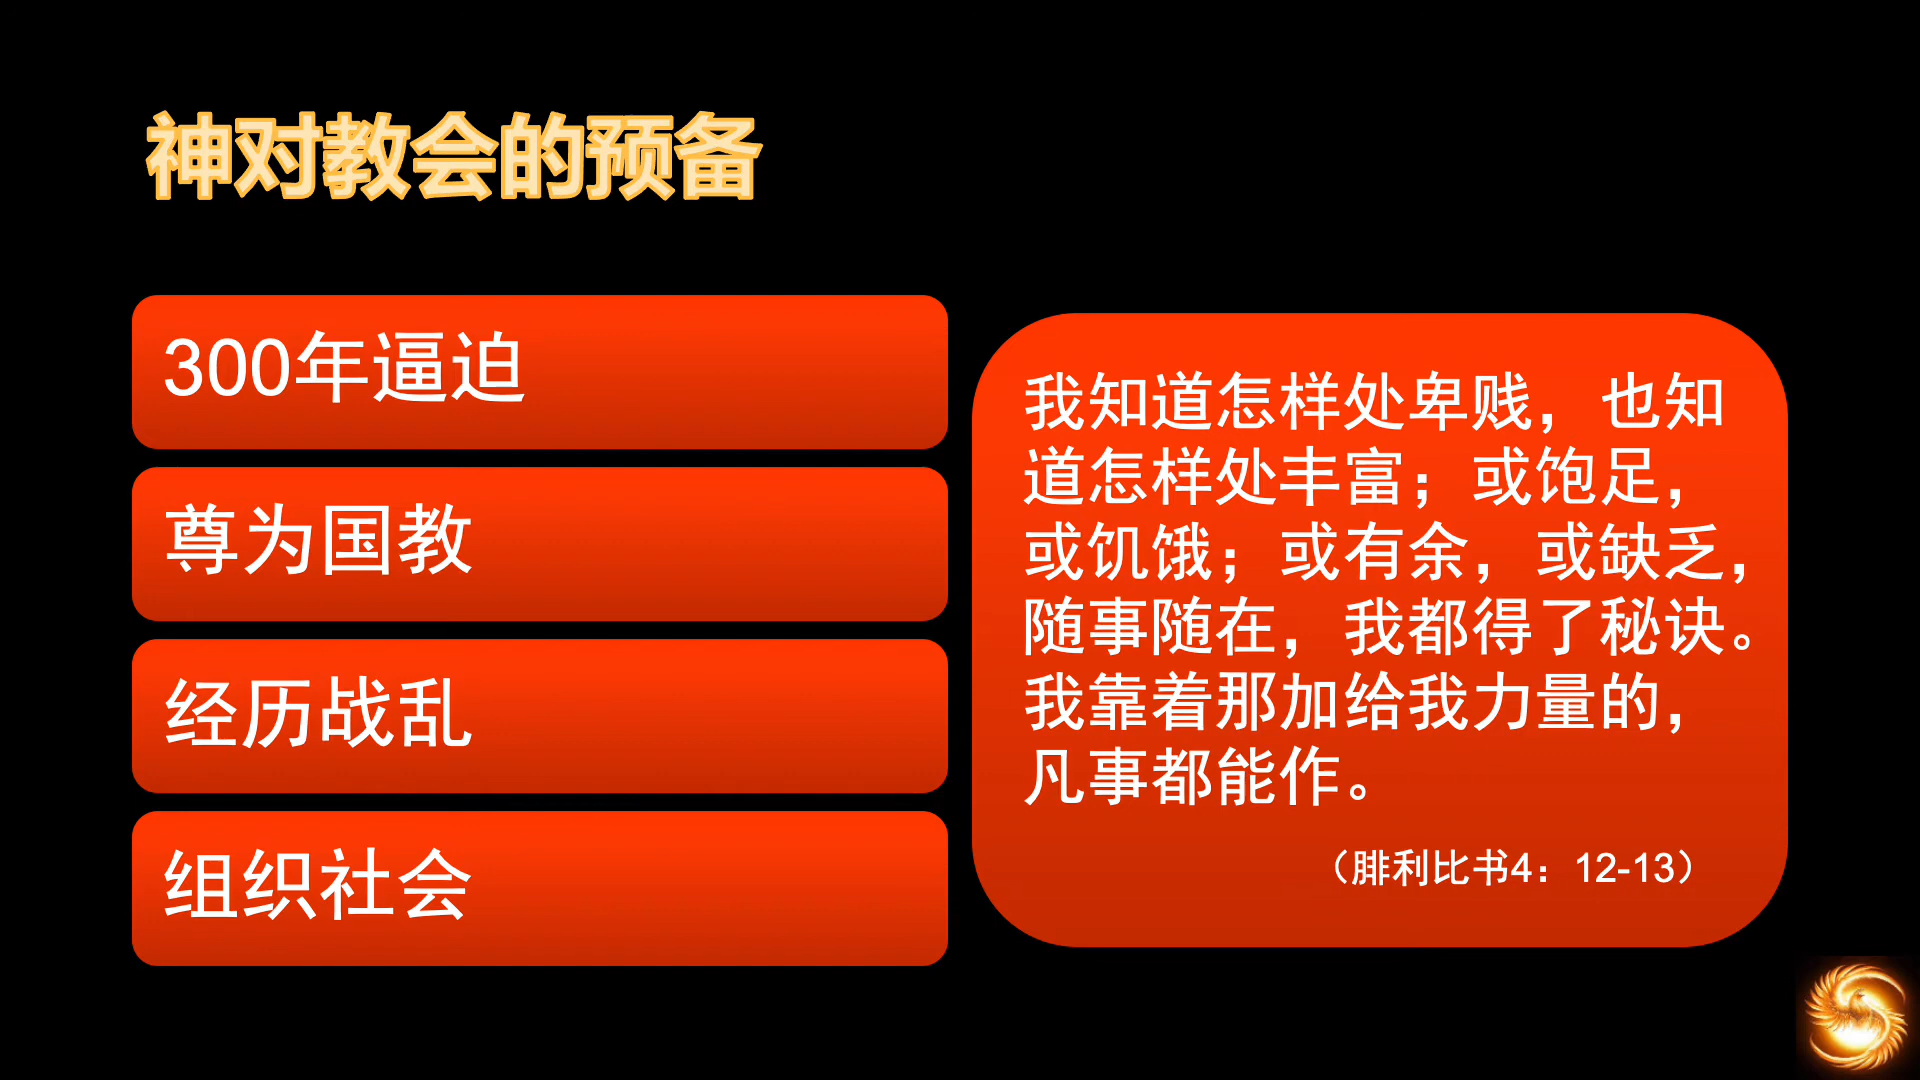 神对教会的预备
300年逼迫
尊为国教
经历战乱
组织社会
我知道怎样处卑贱，也知
道怎样处丰富；或饱足，
或饥饿；或有余，或缺乏，
随事随在，我都得了秘诀。
我靠着那加给我力量的，
凡事都能作。
（腓利比书4：12-13）